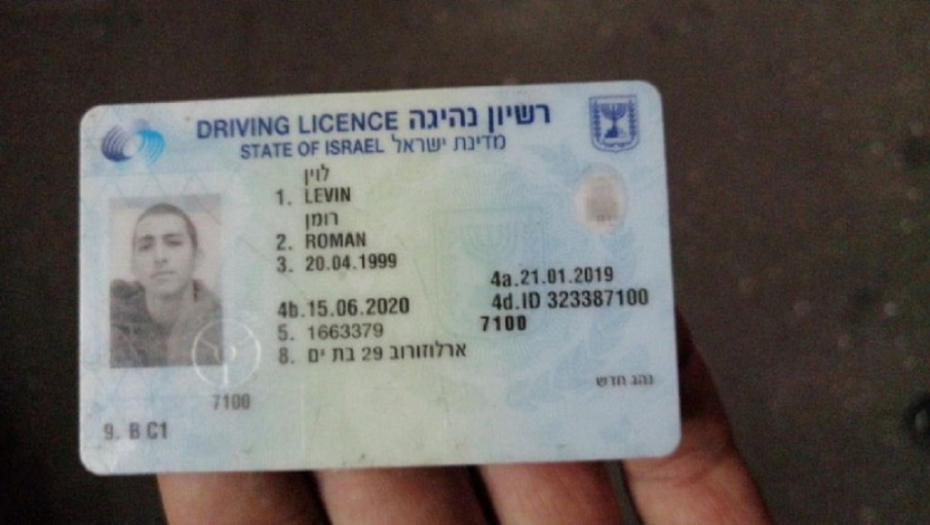 DRIVING LICENCE רשיון נהיגה
STATE OF ISRAEL מדינת ישראל
לוין
1. LEVIN
רומן
2. ROMAN
3. 20.04.1999
4a.21.01.2019
4b.15.06.2020
4d.ID 323387100
5. 1663379
7100
8. ארלוזורוב 29 בת ים
נהג חדש
7100
9. B C1